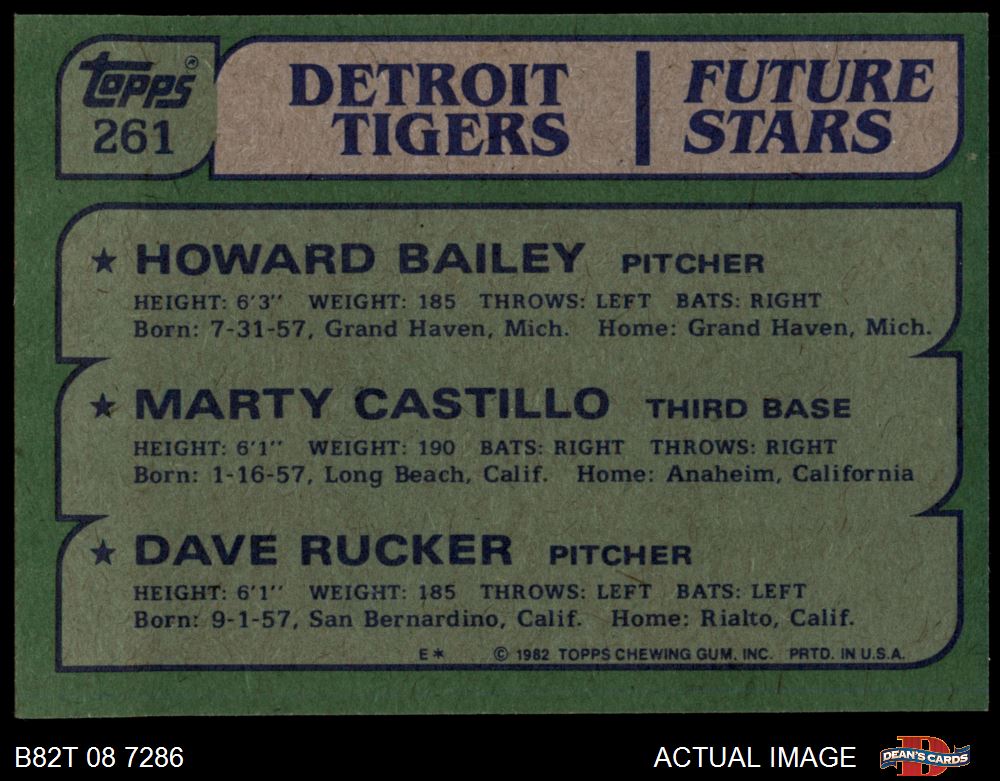 topps®
261
DETROIT
TIGERS
FUTURE
STARS
★ HOWARD BAILEY PITCHER
HEIGHT: 6'3" WEIGHT: 185 THROWS: LEFT BATS: RIGHT
Born: 7-31-57, Grand Haven, Mich. Home: Grand Haven, Mich.
★ MARTY CASTILLO THIRD BASE
HEIGHT: 6'1" WEIGHT: 190 BATS: RIGHT THROWS: RIGHT
Born: 1-16-57, Long Beach, Calif. Home: Anaheim, California
★ DAVE RUCKER PITCHER
HEIGHT: 6'1" WEIGHT: 185 THROWS: LEFT BATS: LEFT
Born: 9-1-57, San Bernardino, Calif. Home: Rialto, Calif.
E* © 1982 TOPPS CHEWING GUM, INC. PRTD. IN U.S.A.
B82T 08 7286
ACTUAL IMAGE
D
DEAN'S CARDS